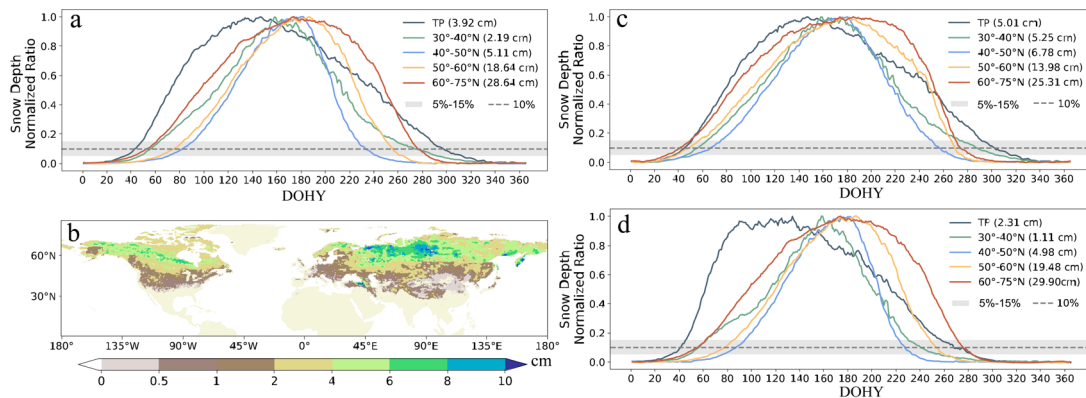 a
Snow Depth
Normalized Ratio
1.0
0.8
0.6
0.4
0.2
0.0
TP (3.92 cm)
30°-40°N (2.19 cm)
40°-50°N (5.11 cm)
50°-60°N (18.64 cm)
60°-75°N (28.64 cm)
5%-15%
10%
0 20 40 60 80 100 120 140 160 180 200 220 240 260 280 300 320 340 360
DOHY
c
Snow Depth
Normalized Ratio
1.0
0.8
0.6
0.4
0.2
0.0
TP (5.01 cm)
30°-40°N (5.25 cm)
40°-50°N (6.78 cm)
50°-60°N (13.98 cm)
60°-75°N (25.31 cm)
5%-15%
10%
0 20 40 60 80 100 120 140 160 180 200 220 240 260 280 300 320 340 360
DOHY
b
60°N
30°N
180° 135°W 90°W 45°W 0° 45°E 90°E 135°E 180°
cm
0 0.5 1 2 4 6 8 10
d
Snow Depth
Normalized Ratio
1.0
0.8
0.6
0.4
0.2
0.0
TP (2.31 cm)
30°-40°N (1.11 cm)
40°-50°N (4.98 cm)
50°-60°N (19.48 cm)
60°-75°N (29.90cm)
5%-15%
10%
0 20 40 60 80 100 120 140 160 180 200 220 240 260 280 300 320 340 360
DOHY